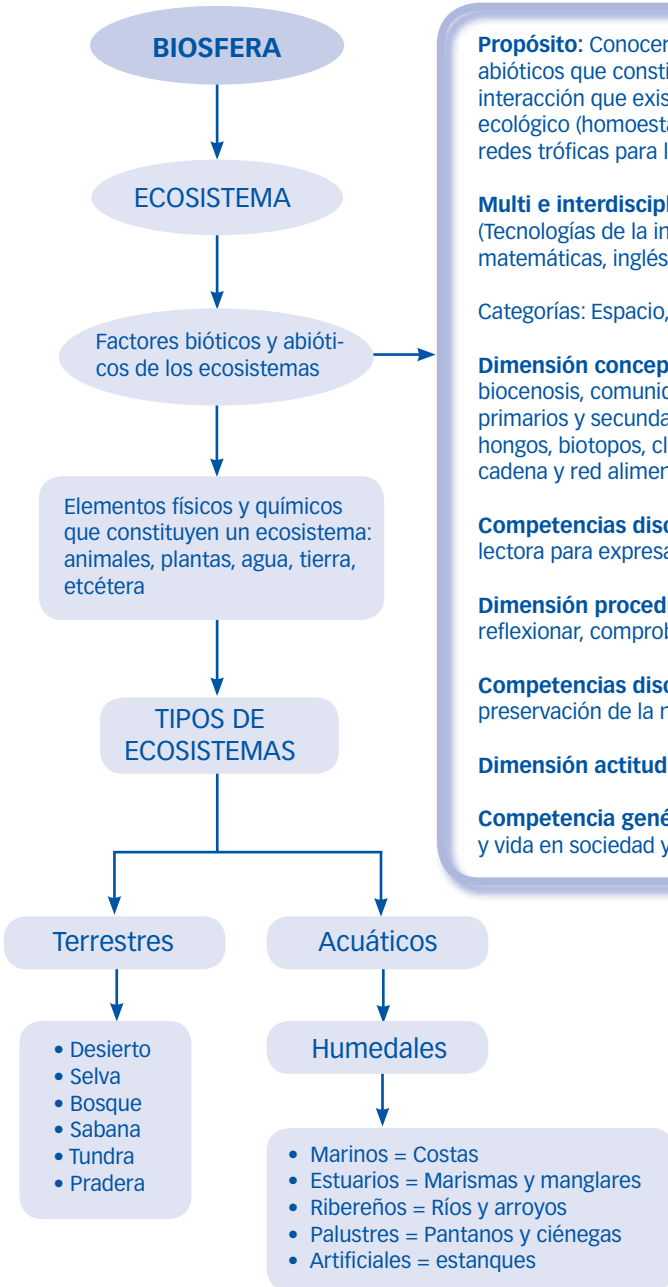 BIOSFERA
ECOSISTEMA
Factores bióticos y abióti-
cos de los ecosistemas
Elementos físicos y químicos
que constituyen un ecosistema:
animales, plantas, agua, tierra,
etcétera
TIPOS DE
ECOSISTEMAS
Terrestres
• Desierto
• Selva
• Bosque
• Sabana
• Tundra
• Pradera
Acuáticos
Humedales
• Marinos = Costas
• Estuarios = Marismas y manglares
• Ribereños = Ríos y arroyos
• Palustres = Pantanos y ciénegas
• Artificiales = estanques
Propósito: Conocer
abióticos que consti
interacción que exis
ecológico (homoesta
redes tróficas para l
Multi e interdiscipl
(Tecnologías de la in
matemáticas, inglés
Categorías: Espacio,
Dimensión concep
biocenosis, comunic
primarios y secunda
hongos, biotopos, cl
cadena y red alimen
Competencias disc
lectora para expresa
Dimensión procedi
reflexionar, comprob
Competencias disc
preservación de la n
Dimensión actitud
Competencia gené
y vida en sociedad y